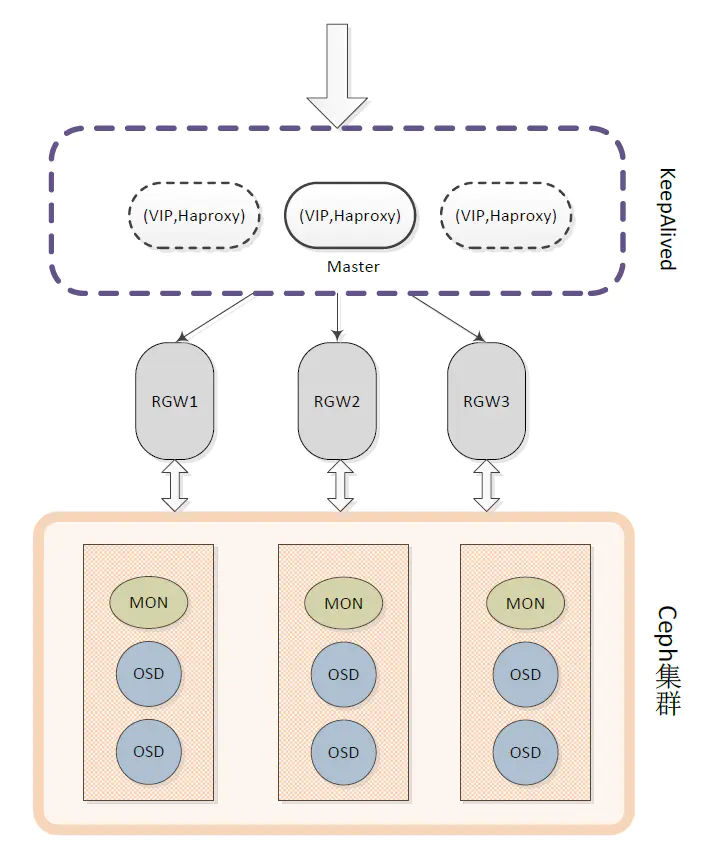 (VIP,Haproxy)
(VIP,Haproxy)
(VIP,Haproxy)
Master
KeepAlived
RGW1
RGW2
RGW3
MON
MON
MON
OSD
OSD
OSD
OSD
OSD
OSD
Ceph集群